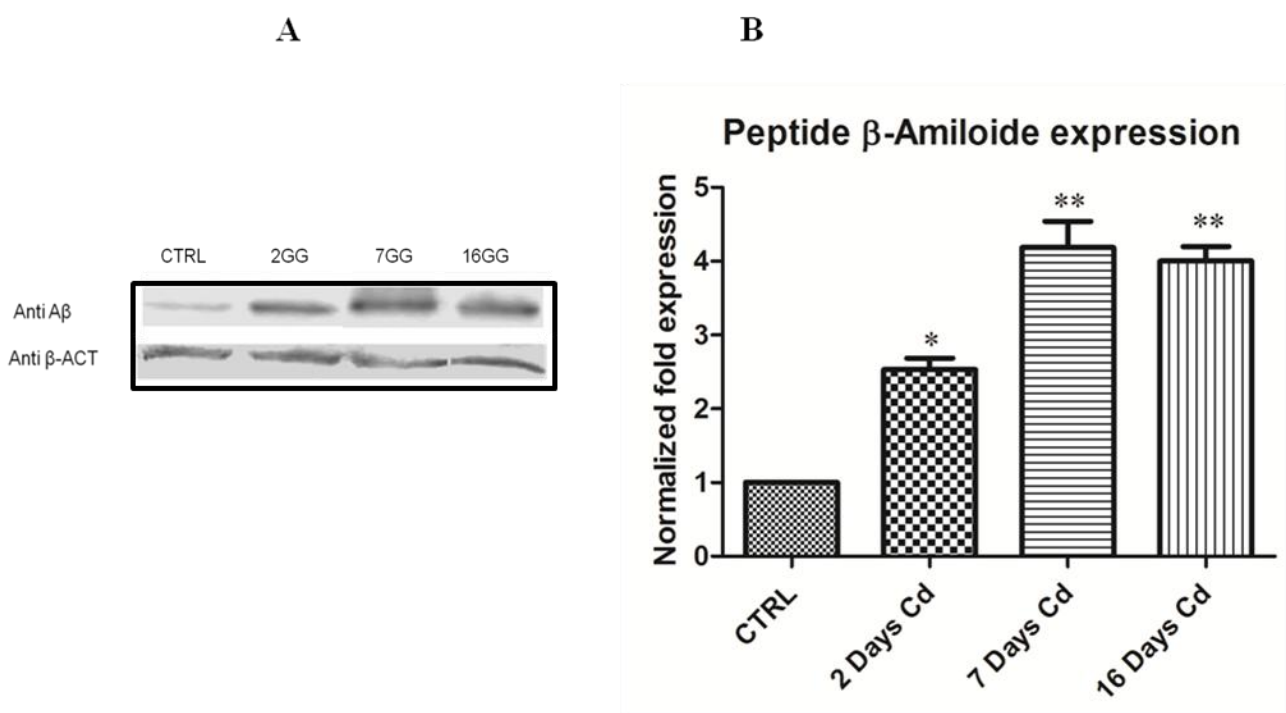 A
B
CTRL 2GG 7GG 16GG
Anti Aβ
Anti β-ACT
Peptide β-Amiloide expression
Normalized fold expression
5
4
3
2
1
0
*
**
**
CTRL
2 Days Cd
7 Days Cd
16 Days Cd